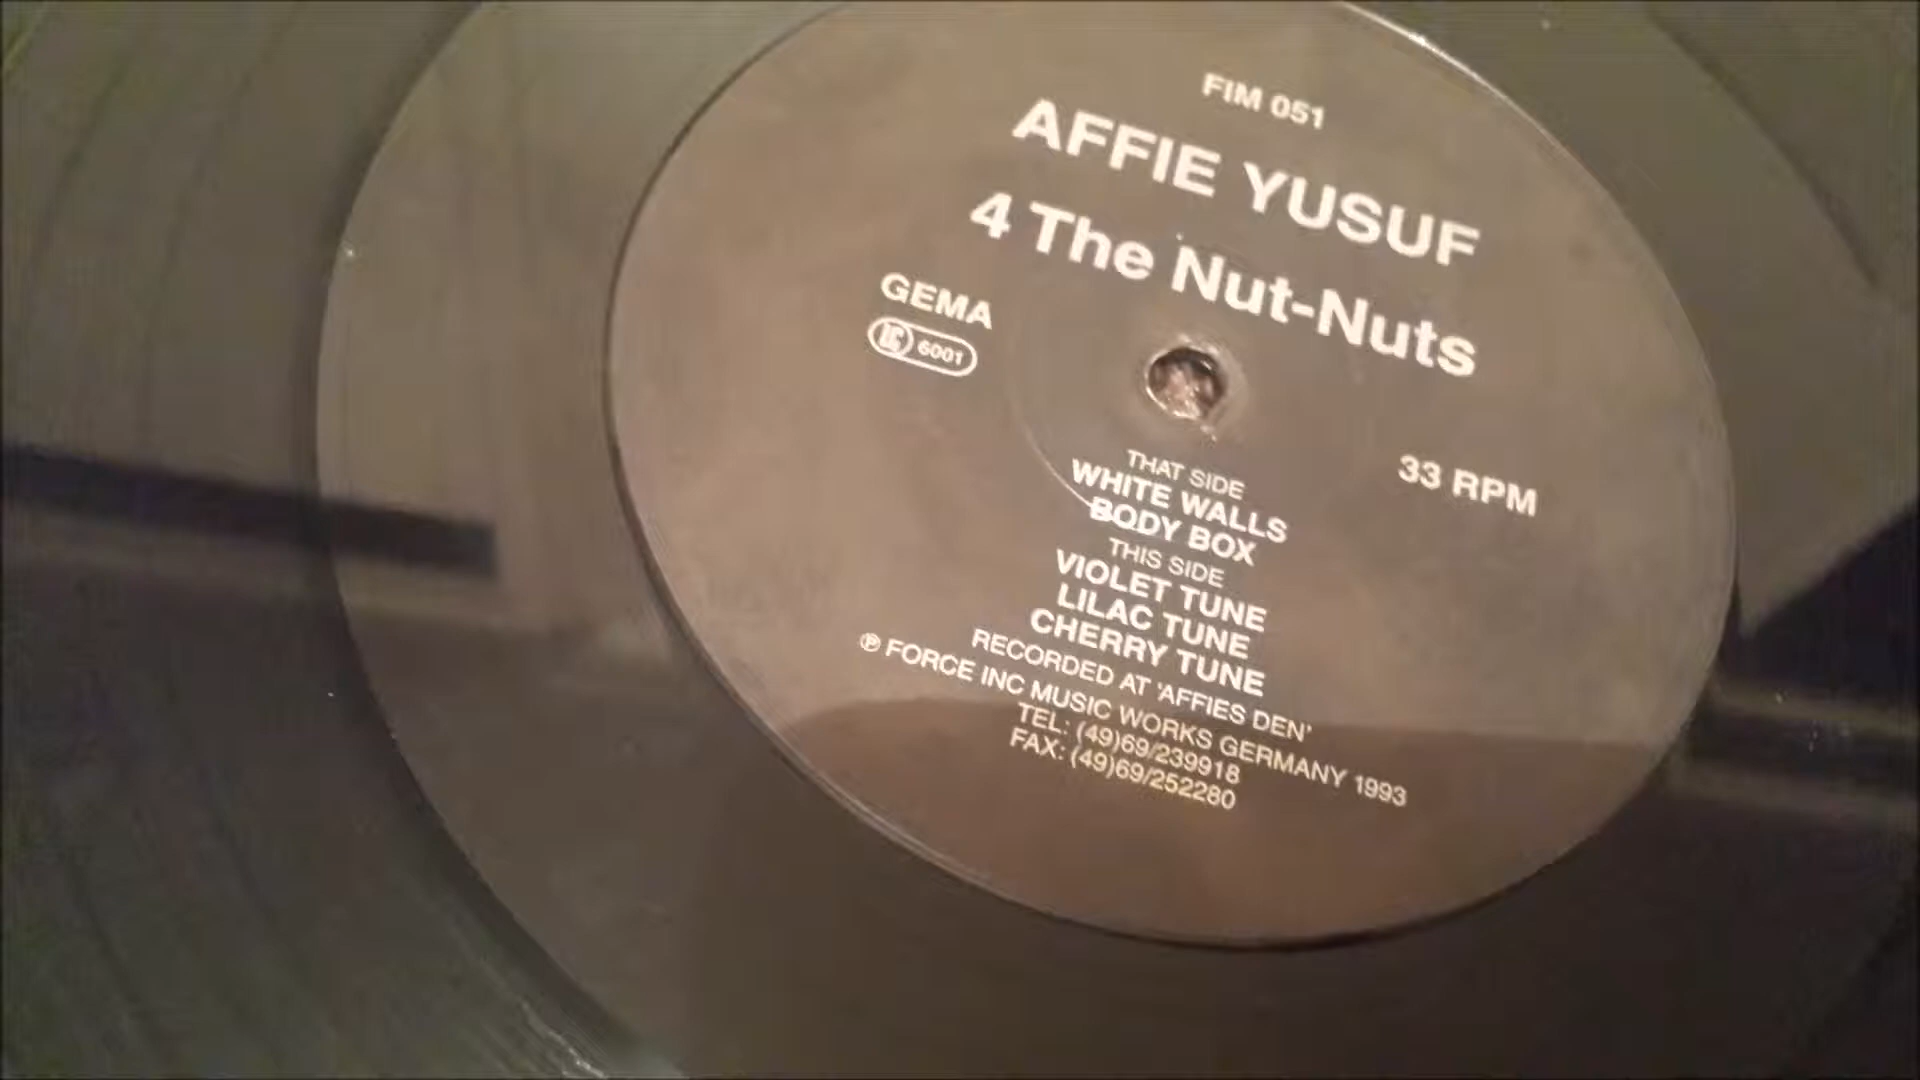 FIM 051
AFFIE YUSUF
4 The Nut-Nuts
GEMA
LC 6001
33 RPM
THAT SIDE
WHITE WALLS
BODY BOX
THIS SIDE
VIOLET TUNE
LILAC TUNE
CHERRY TUNE
RECORDED AT 'AFFIES DEN'
℗ FORCE INC MUSIC WORKS GERMANY 1993
TEL: (49)69/239918
FAX: (49)69/252280